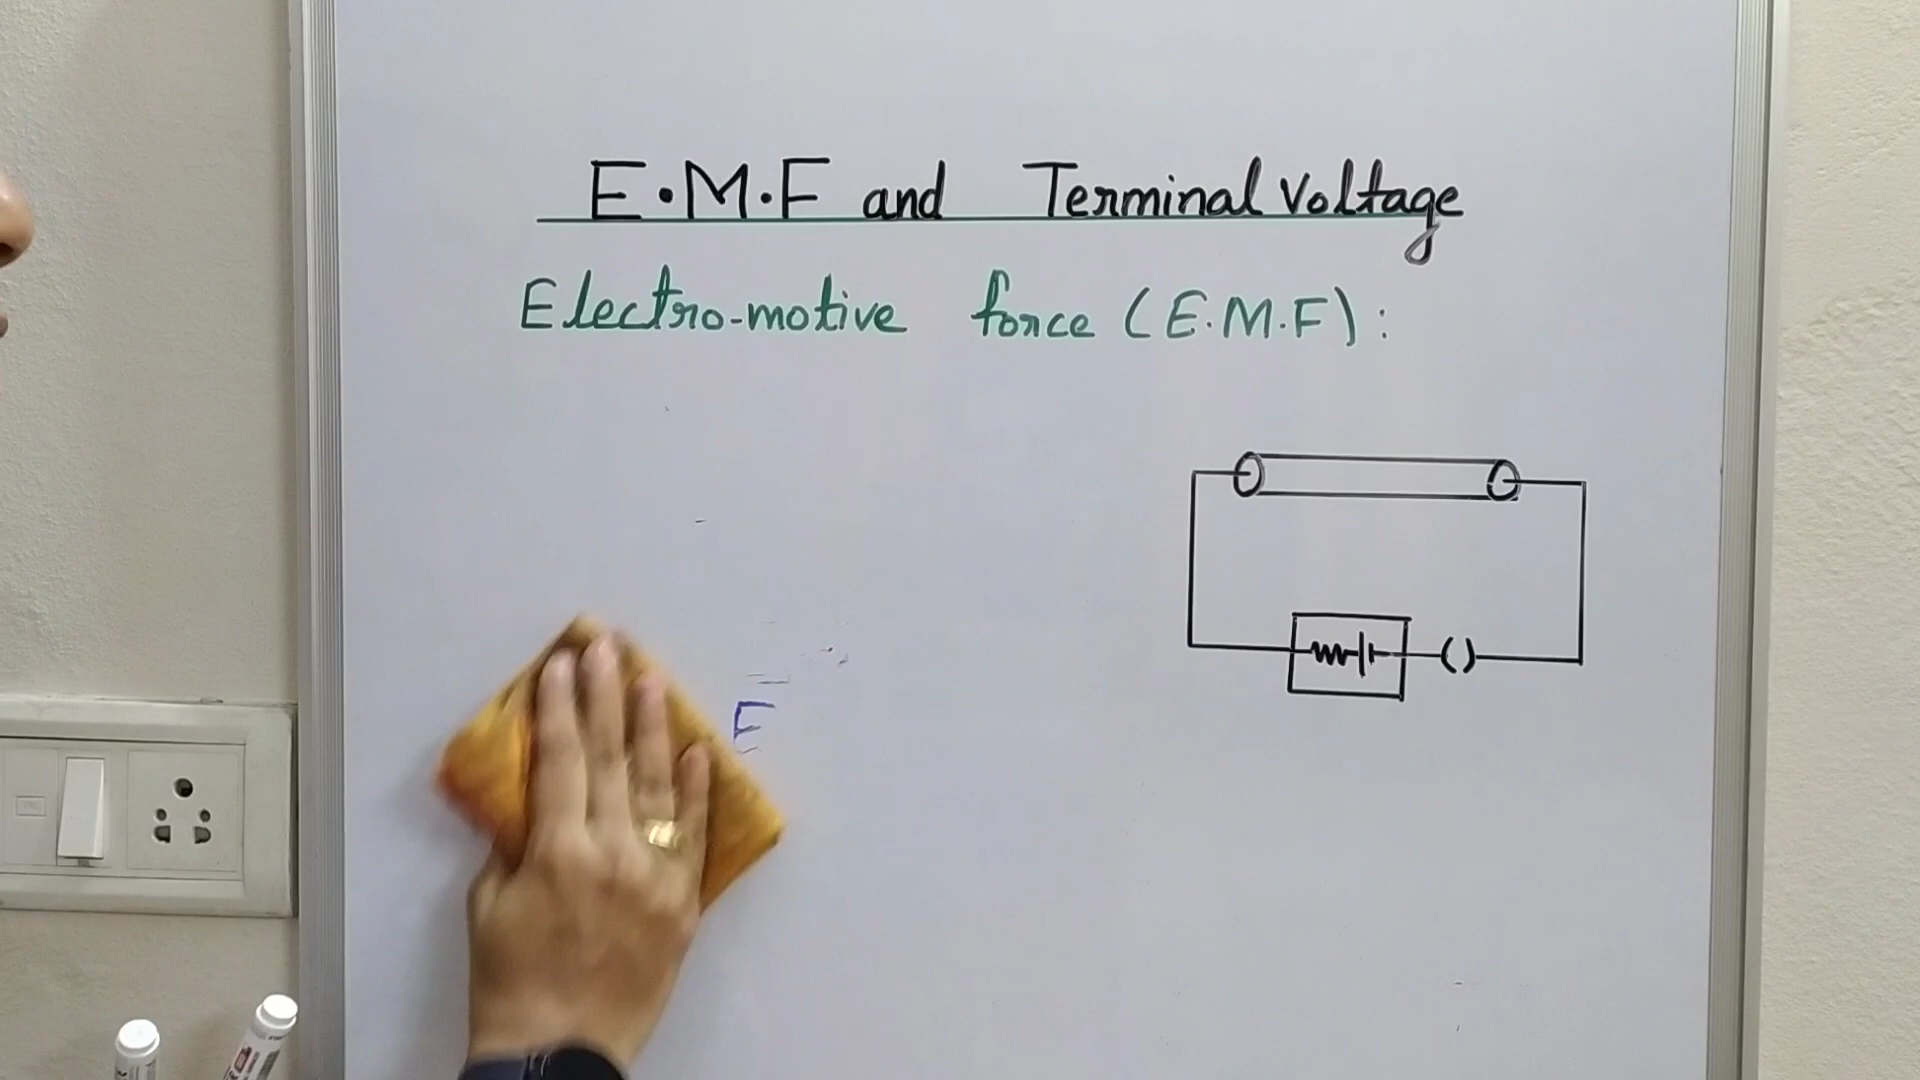 E.M.F and Terminal Voltage
Electro-motive force (E.M.F):
E